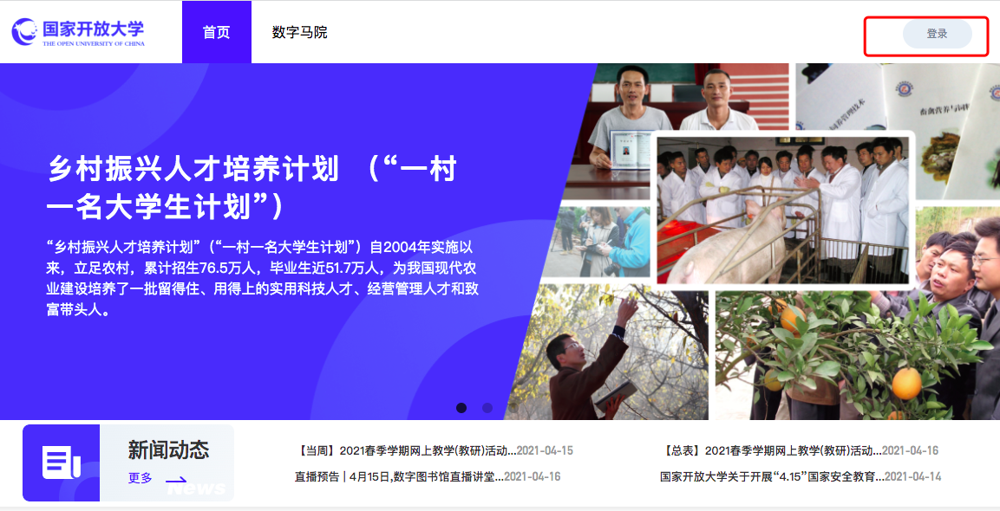 国家开放大学
THE OPEN UNIVERSITY OF CHINA
首页
数字马院
登录
乡村振兴人才培养计划 （“一村
一名大学生计划”）
“乡村振兴人才培养计划”（“一村一名大学生计划”）自2004年实施以
来，立足农村，累计招生76.5万人，毕业生近51.7万人，为我国现代农
业建设培养了一批留得住、用得上的实用科技人才、经营管理人才和致
富带头人。
畜禽营养与饲料
新闻动态
更多
News
【当周】2021春季学期网上教学(教研)活动...2021-04-15
【总表】2021春季学期网上教学(教研)活动...2021-04-16
直播预告 | 4月15日,数字图书馆直播讲堂...2021-04-16
国家开放大学关于开展“4.15”国家安全教育...2021-04-14